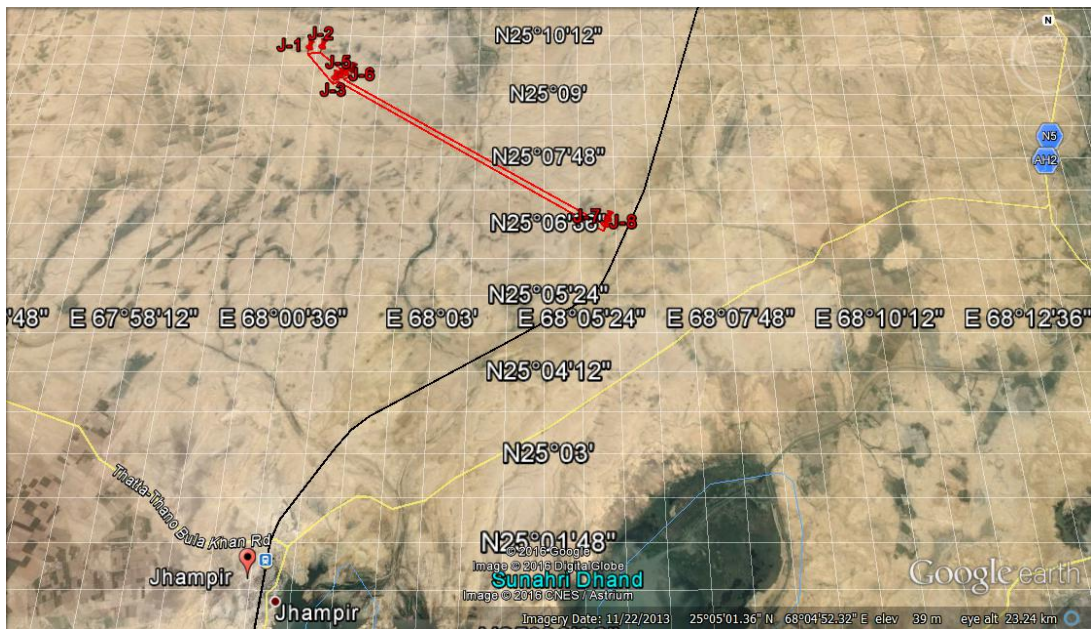 N25°10'12"
N
J-2
J-1
J-5
J-6
J-3
N25°09'
N5
AH2
N25°07'48"
J-7
J-8
N25°06'36"
N25°05'24"
'48" E 67°58'12" E 68°00'36" E 68°03' E 68°05'24" E 68°07'48" E 68°10'12" E 68°12'36"
N25°04'12"
N25°03'
Thatta-Thano Bula Khan Rd
N25°01'48"
© 2016 Google
Image © 2016 DigitalGlobe
Jhampir
Sunahri Dhand
Google earth
Image © 2016 CNES / Astrium
Jhampir
Imagery Date: 11/22/2013 25°05'01.36" N 68°04'52.32" E elev 39 m eye alt 23.24 km